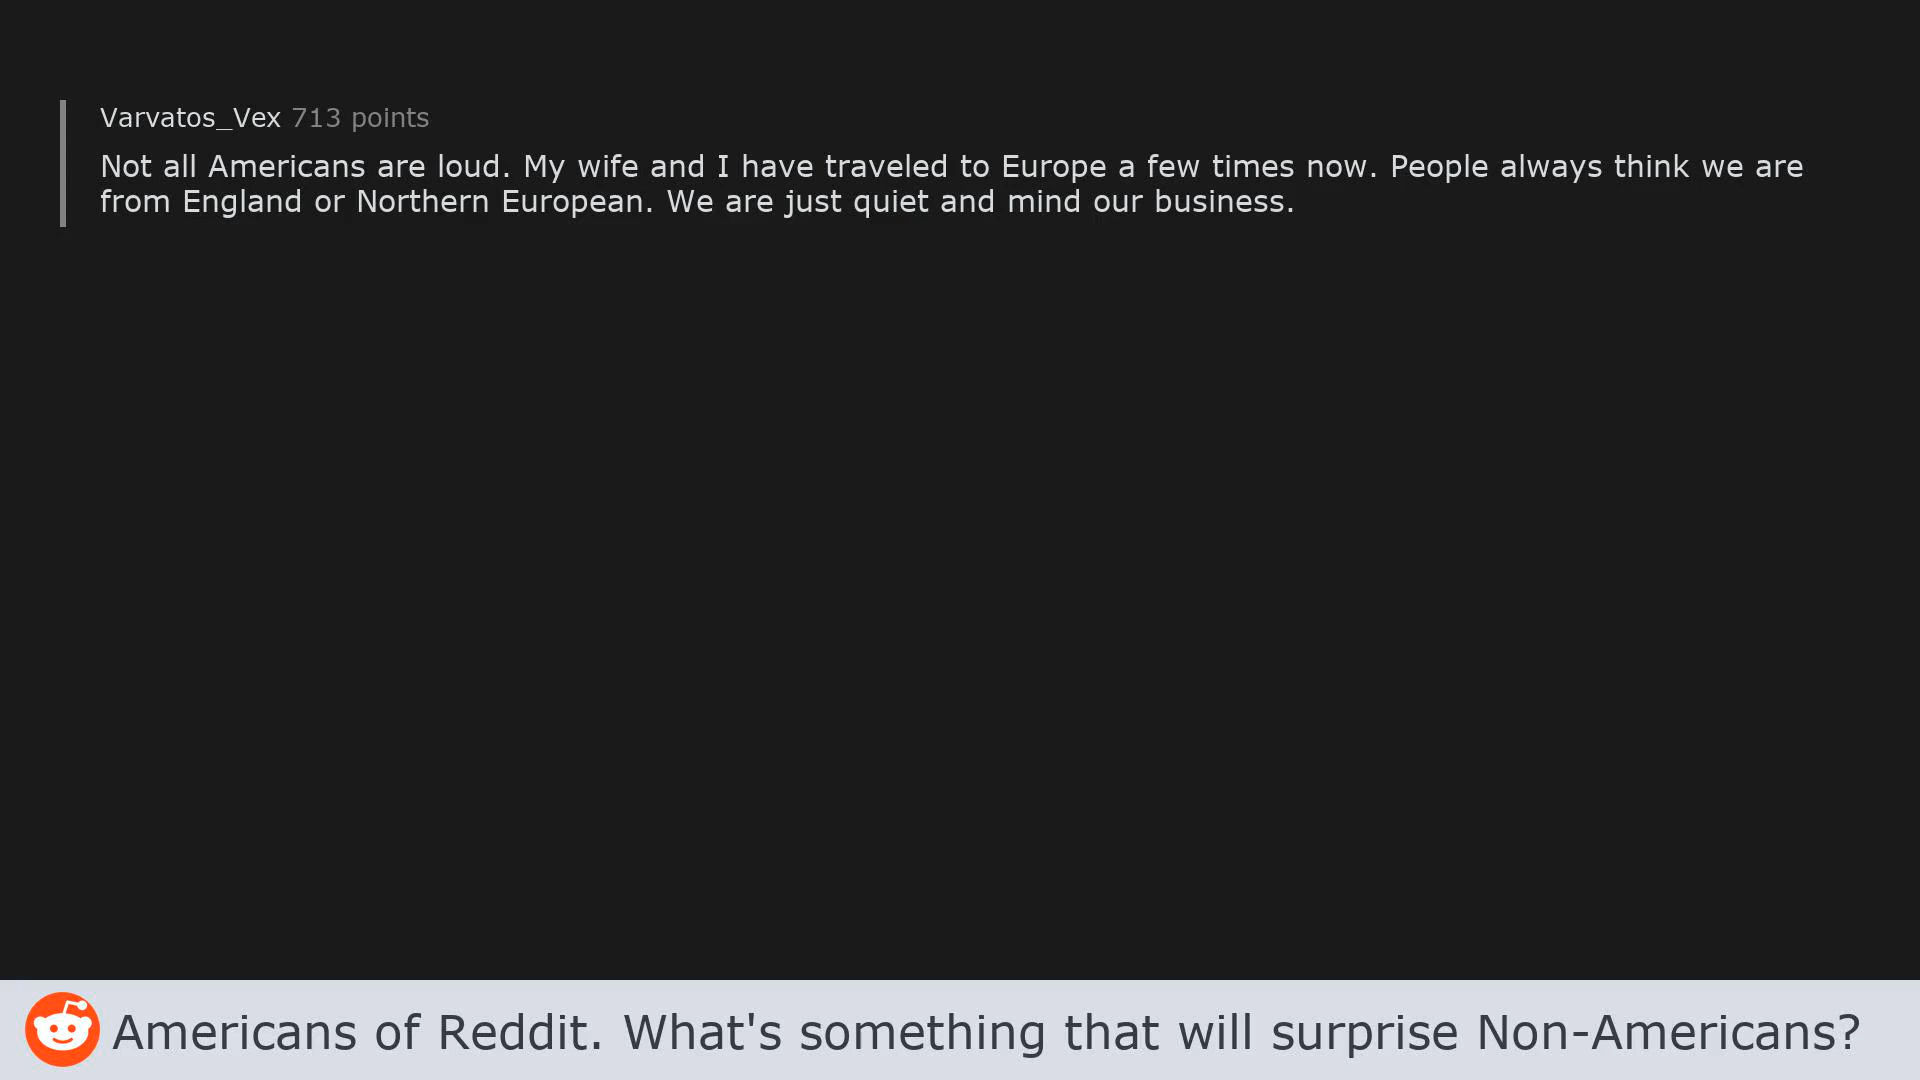 Varvatos_Vex 713 points
Not all Americans are loud. My wife and I have traveled to Europe a few times now. People always think we are
from England or Northern European. We are just quiet and mind our business.
Americans of Reddit. What's something that will surprise Non-Americans?